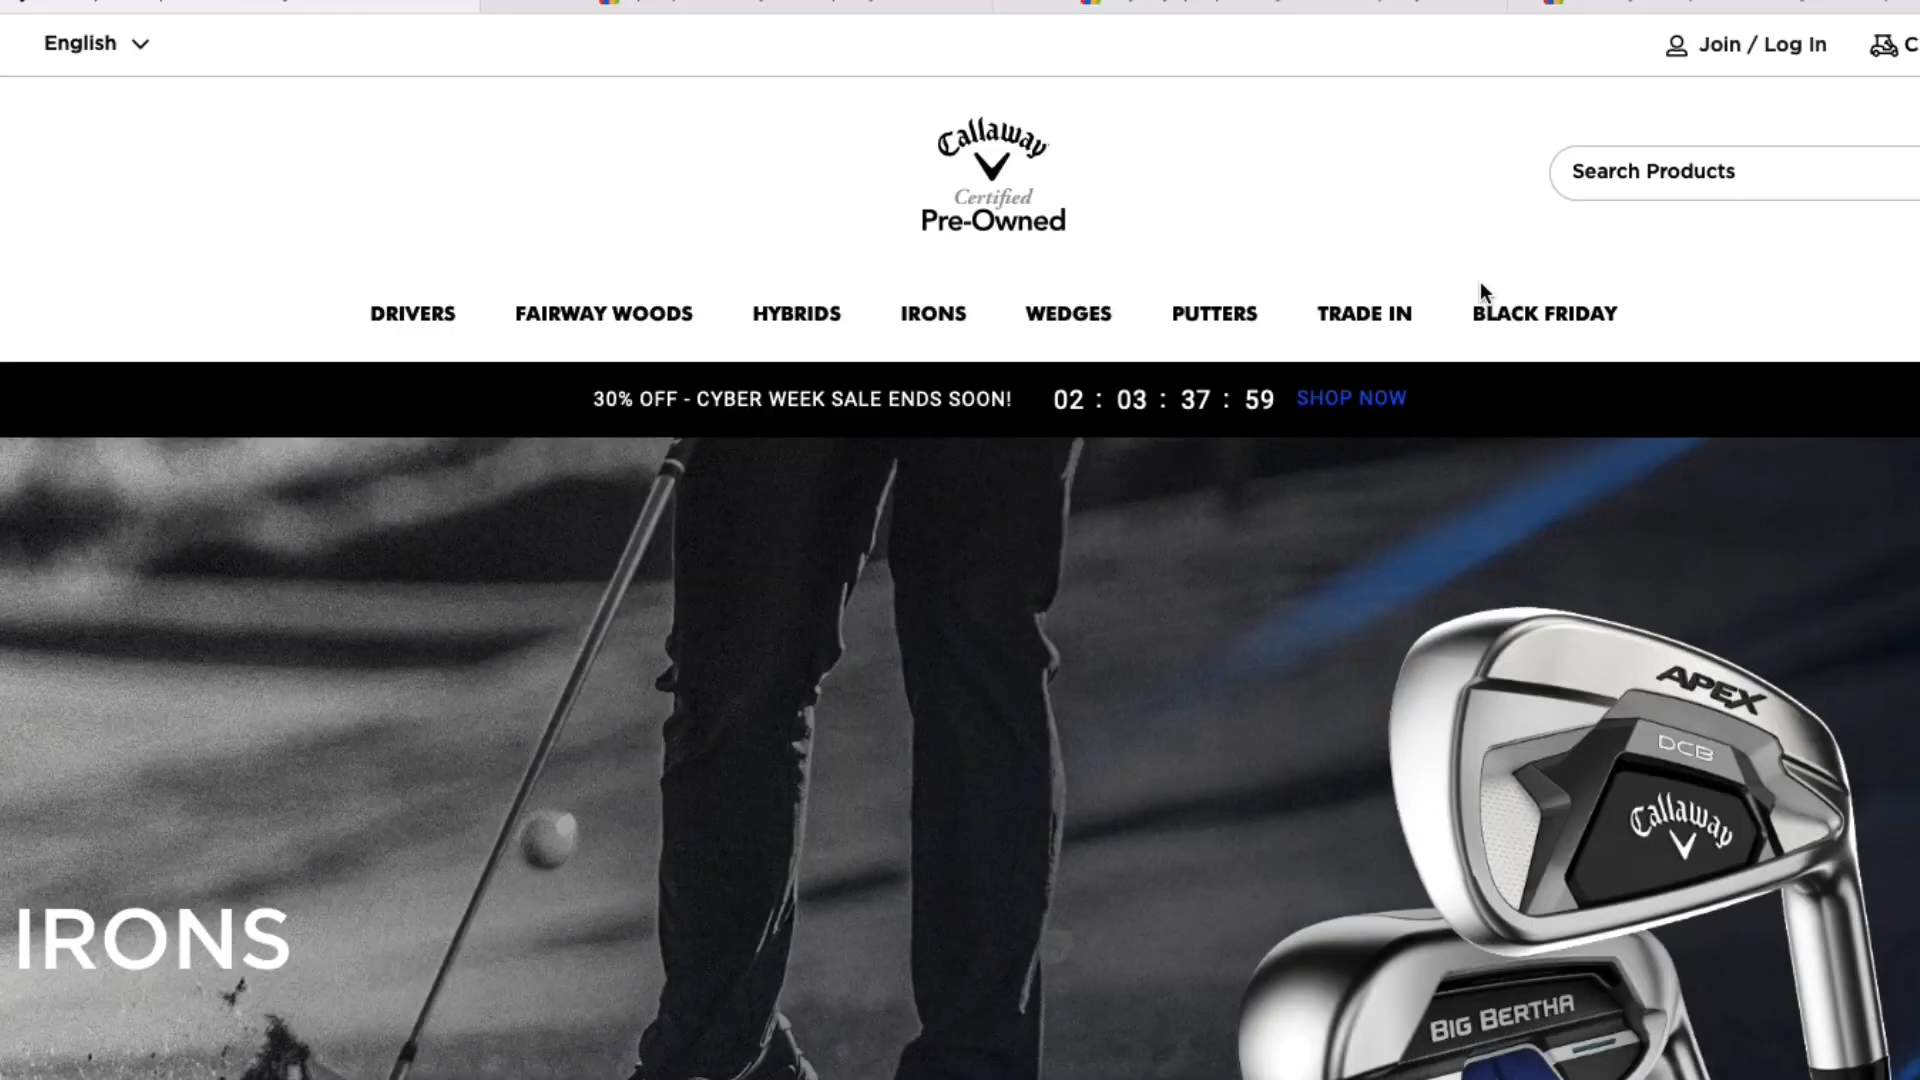 English
Join / Log In
Callaway
Certified
Pre-Owned
Search Products
DRIVERS FAIRWAY WOODS HYBRIDS IRONS WEDGES PUTTERS TRADE IN BLACK FRIDAY
30% OFF - CYBER WEEK SALE ENDS SOON! 02 : 03 : 37 : 59 SHOP NOW
APEX
DCB
Callaway
IRONS
BIG BERTHA